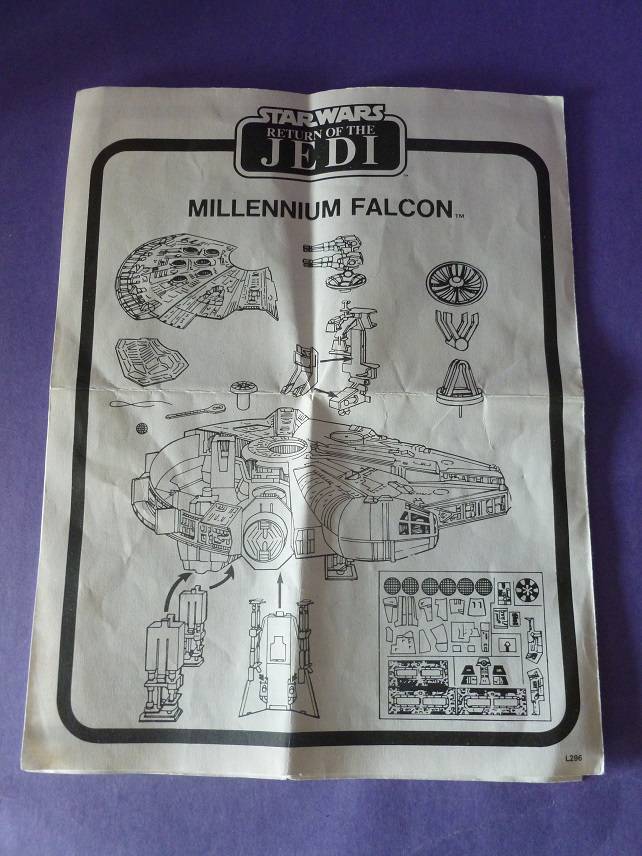 STAR WARS
RETURN OF THE
JEDI
MILLENNIUM FALCON™
L286